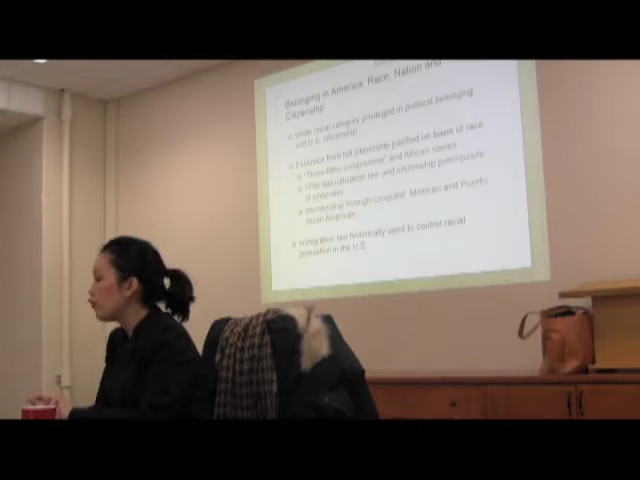 Belonging in America: Race, Nation and
Citizenship
White racial category privileged in political belonging
and U.S. citizenship
Exclusion from full citizenship justified on basis of race
"Three-fifths compromise" and African slaves
1790 Naturalization law and citizenship prerequisite
of whiteness
Membership through conquest: Mexican and Puerto
Rican American
Immigration law historically used to control racial
population in the U.S.